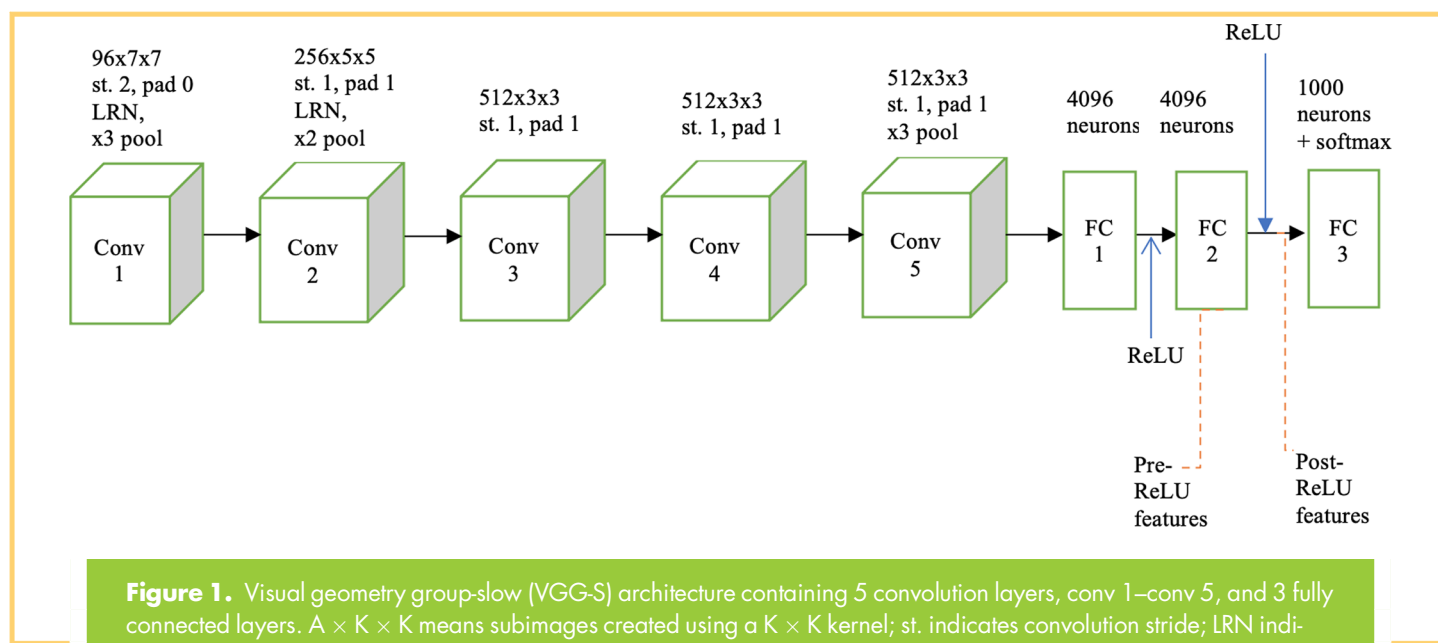 96x7x7
st. 2, pad 0
LRN,
x3 pool
256x5x5
st. 1, pad 1
LRN,
x2 pool
512x3x3
st. 1, pad 1
512x3x3
st. 1, pad 1
512x3x3
st. 1, pad 1
x3 pool
4096
neurons
4096
neurons
ReLU
1000
neurons
+ softmax
Conv
1
Conv
2
Conv
3
Conv
4
Conv
5
FC
1
FC
2
FC
3
ReLU
Pre-
ReLU
features
Post-
ReLU
features
Figure 1. Visual geometry group-slow (VGG-S) architecture containing 5 convolution layers, conv 1–conv 5, and 3 fully
connected layers. A × K × K means subimages created using a K × K kernel; st. indicates convolution stride; LRN indi-